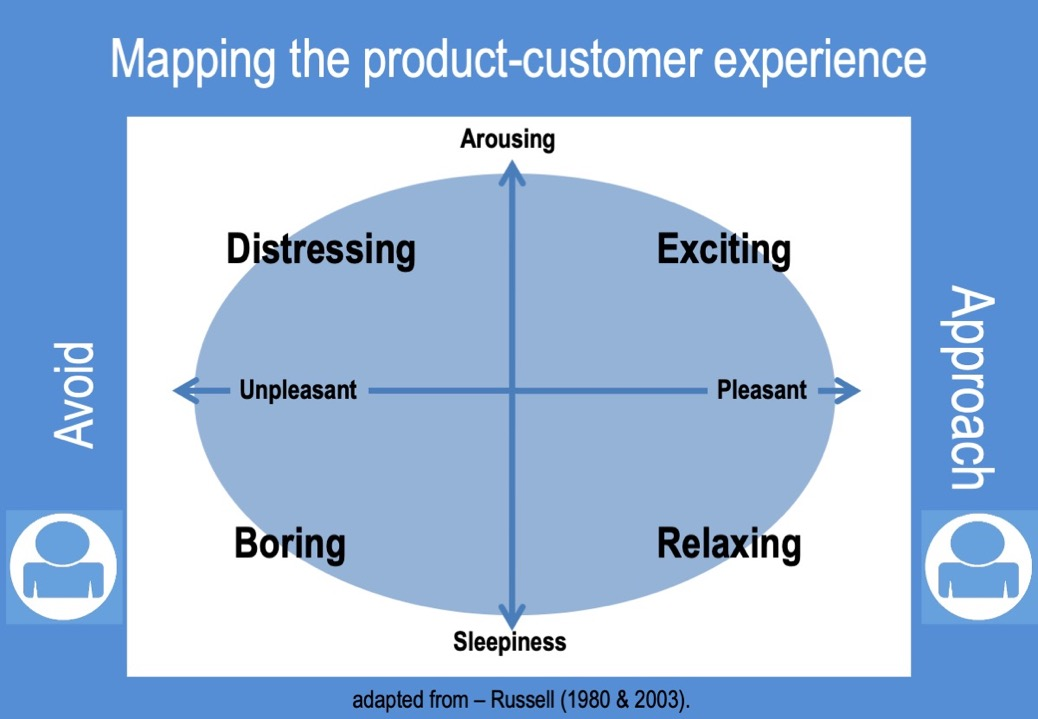 Mapping the product-customer experience
Arousing
Distressing
Exciting
Avoid
Unpleasant
Pleasant
Approach
Boring
Relaxing
Sleepiness
adapted from – Russell (1980 & 2003).